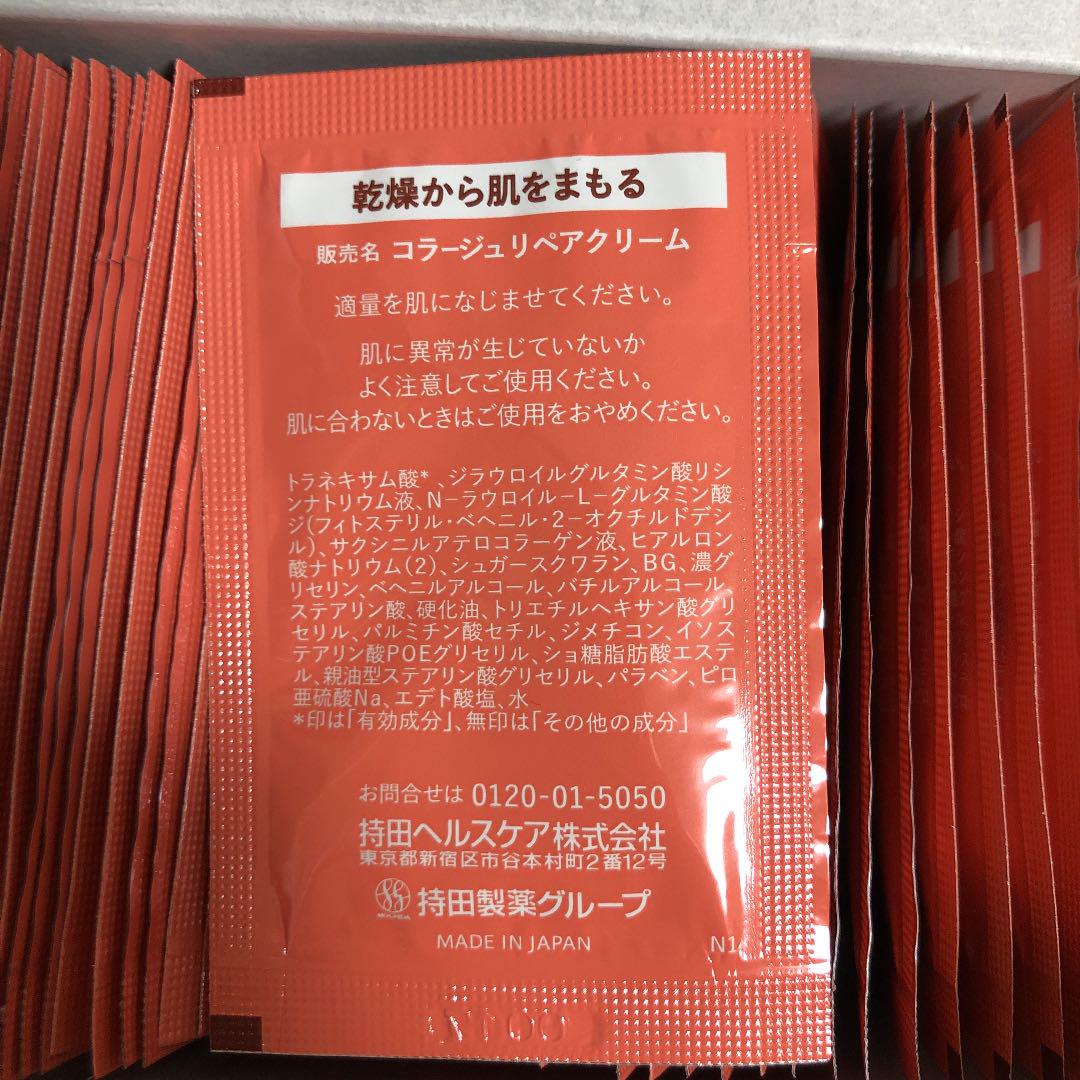 乾燥から肌をまもる
販売名 コラージュリペアクリーム
適量を肌になじませてください。
肌に異常が生じていないか
よく注意してご使用ください。
肌に合わないときはご使用をおやめください。
トラネキサム酸*、ジラウロイルグルタミン酸リシ
ンナトリウム液、N-ラウロイル-L-グルタミン酸
ジ(フィトステリル・ベヘニル・2-オクチルドデシ
ル)、サクシニルアテロコラーゲン液、ヒアルロン
酸ナトリウム(2)、シュガースクワラン、BG、濃グ
リセリン、ベヘニルアルコール、バチルアルコール、
ステアリン酸、硬化油、トリエチルヘキサン酸グリ
セリル、パルミチン酸セチル、ジメチコン、イソス
テアリン酸POEグリセリル、ショ糖脂肪酸エステ
ル、親油型ステアリン酸グリセリル、パラベン、ピロ
亜硫酸Na、エデト酸塩、水
*印は「有効成分」、無印は「その他の成分」
お問合せは 0120-01-5050
持田ヘルスケア株式会社
東京都新宿区市谷本村町2番12号
持田製薬グループ
MADE IN JAPAN